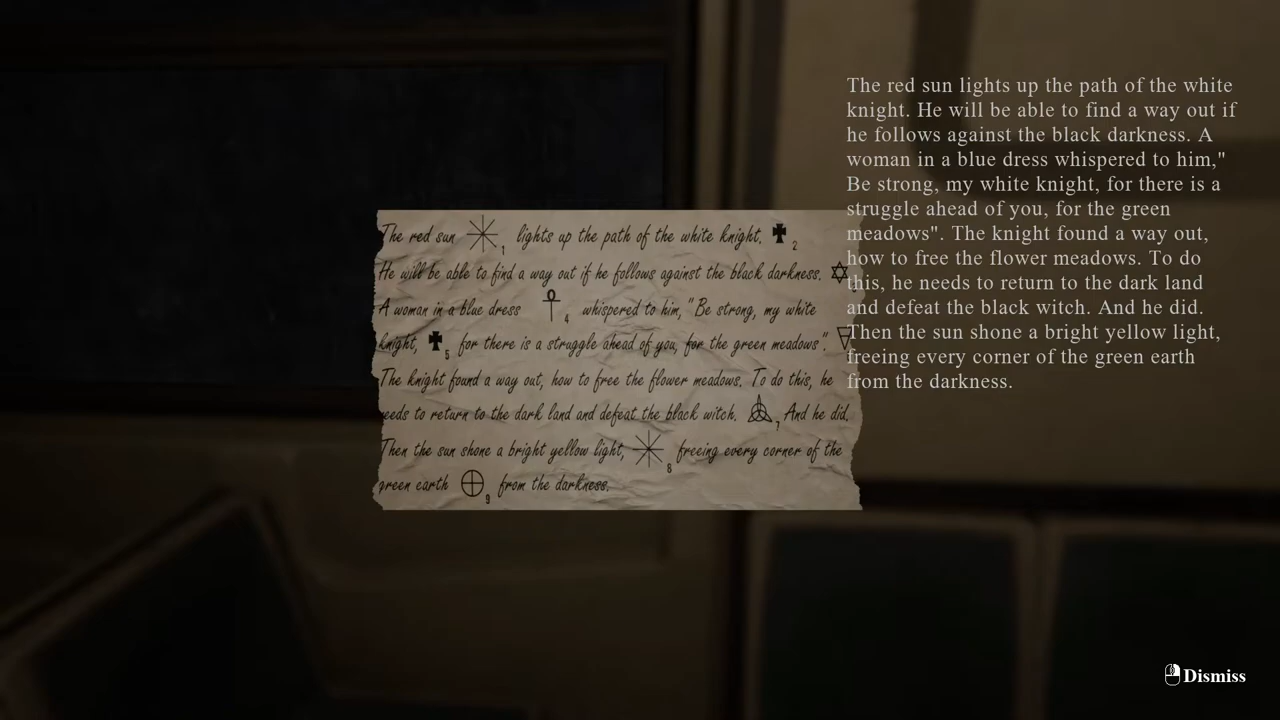 The red sun 1 lights up the path of the white knight. 2
He will be able to find a way out if he follows against the black darkness.
A woman in a blue dress 4 whispered to him, "Be strong, my white
knight, 5 for there is a struggle ahead of you, for the green meadows".
The knight found a way out, how to free the flower meadows. To do this, he
needs to return to the dark land and defeat the black witch. 7 And he did.
Then the sun shone a bright yellow light, 8 freeing every corner of the
green earth 9 from the darkness.
The red sun lights up the path of the white
knight. He will be able to find a way out if
he follows against the black darkness. A
woman in a blue dress whispered to him,"
Be strong, my white knight, for there is a
struggle ahead of you, for the green
meadows". The knight found a way out,
how to free the flower meadows. To do
this, he needs to return to the dark land
and defeat the black witch. And he did.
Then the sun shone a bright yellow light,
freeing every corner of the green earth
from the darkness.
Dismiss